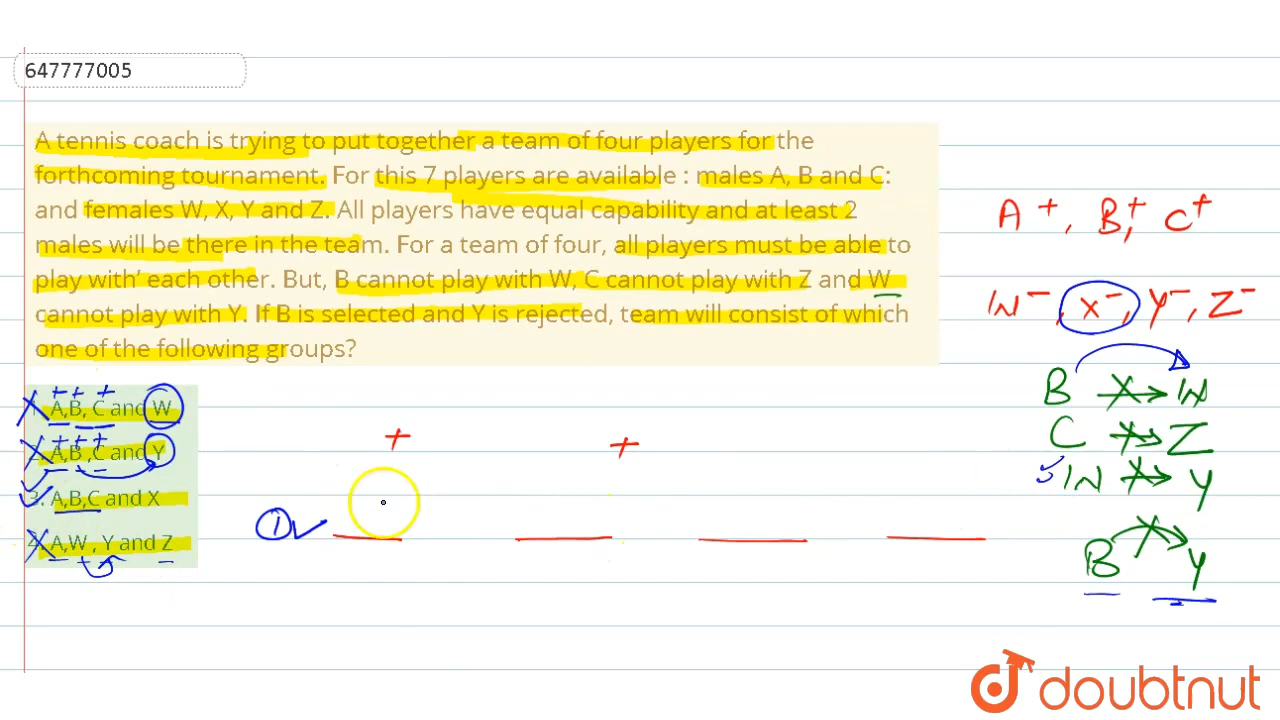 647777005
A tennis coach is trying to put together a team of four players for the
forthcoming tournament. For this 7 players are available : males A, B and C:
and females W, X, Y and Z. All players have equal capability and at least 2
males will be there in the team. For a team of four, all players must be able to
play with’ each other. But, B cannot play with W, C cannot play with Z and W
cannot play with Y. If B is selected and Y is rejected, team will consist of which
one of the following groups?
A+, B+, C+
W-, X-, Y-, Z-
+ + +
1. A,B, C and W
+ + +
2. A,B ,C and Y
3. A,B,C and X
4. A,W , Y and Z
B W
C Z
W Y
B Y
+ +
1
doubtnut